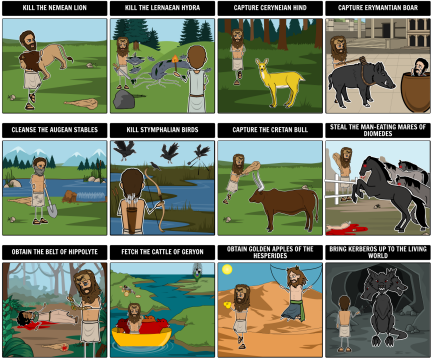 KILL THE NEMEAN LION
KILL THE LERNAEAN HYDRA
CAPTURE CERYNEIAN HIND
CAPTURE ERYMANTIAN BOAR
CLEANSE THE AUGEAN STABLES
KILL STYMPHALIAN BIRDS
CAPTURE THE CRETAN BULL
STEAL THE MAN-EATING MARES OF
DIOMEDES
OBTAIN THE BELT OF HIPPOLYTE
FETCH THE CATTLE OF GERYON
OBTAIN GOLDEN APPLES OF THE
HESPERIDES
BRING KERBEROS UP TO THE LIVING
WORLD